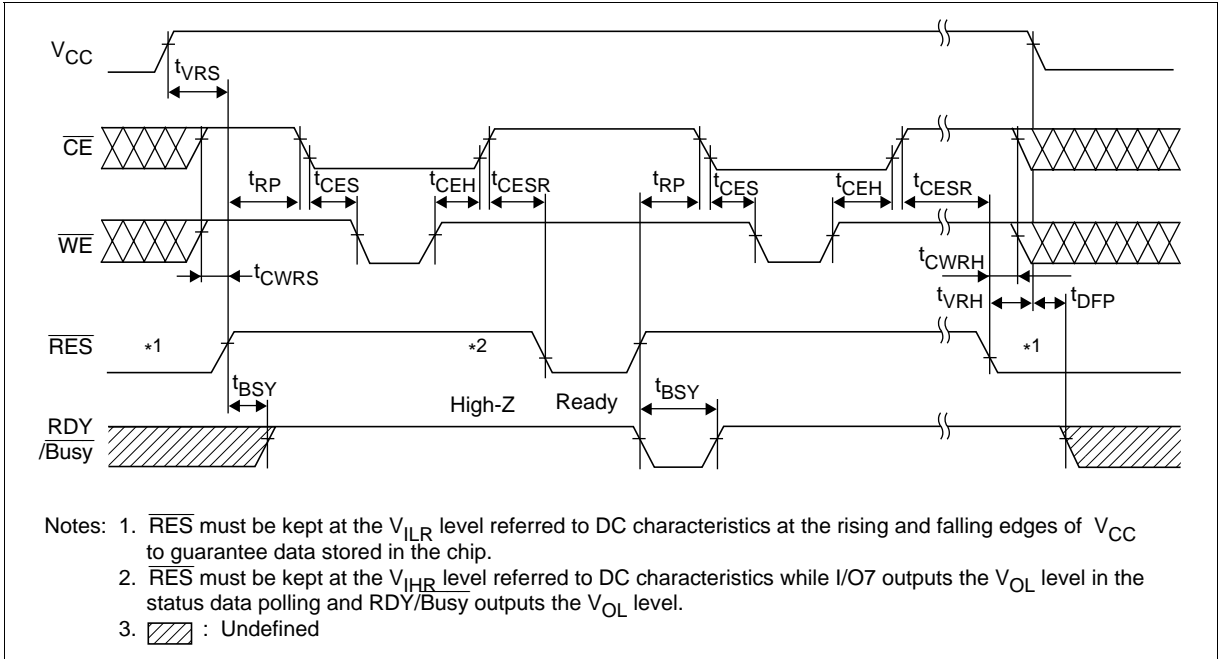 VCC
tVRS
CE
tRP tCES tCEH tCESR tRP tCES tCEH tCESR
WE
tCWRS tCWRH
tVRH tDFP
RES *1 *2 *1
tBSY High-Z Ready tBSY
RDY
/Busy
Notes: 1. RES must be kept at the VILR level referred to DC characteristics at the rising and falling edges of VCC
to guarantee data stored in the chip.
2. RES must be kept at the VIHR level referred to DC characteristics while I/O7 outputs the VOL level in the
status data polling and RDY/Busy outputs the VOL level.
3. : Undefined